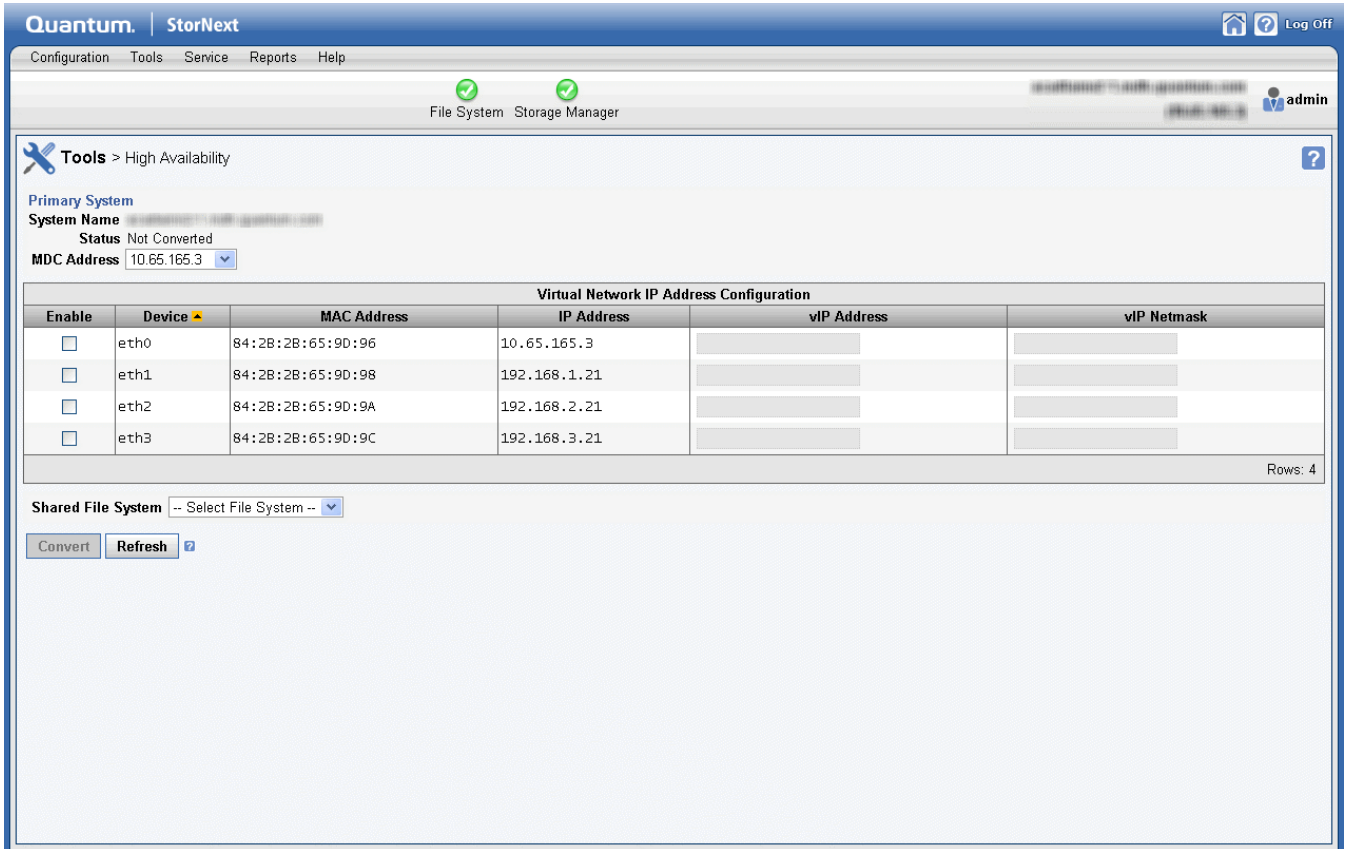 Quantum. | StorNext
Log Off
Configuration Tools Service Reports Help
File System Storage Manager
admin
Tools > High Availability
Primary System
System Name
Status Not Converted
MDC Address 10.65.165.3
Virtual Network IP Address Configuration
Enable Device MAC Address IP Address vIP Address vIP Netmask
eth0 84:2B:2B:65:9D:96 10.65.165.3
eth1 84:2B:2B:65:9D:98 192.168.1.21
eth2 84:2B:2B:65:9D:9A 192.168.2.21
eth3 84:2B:2B:65:9D:9C 192.168.3.21
Rows: 4
Shared File System -- Select File System --
Convert Refresh ?